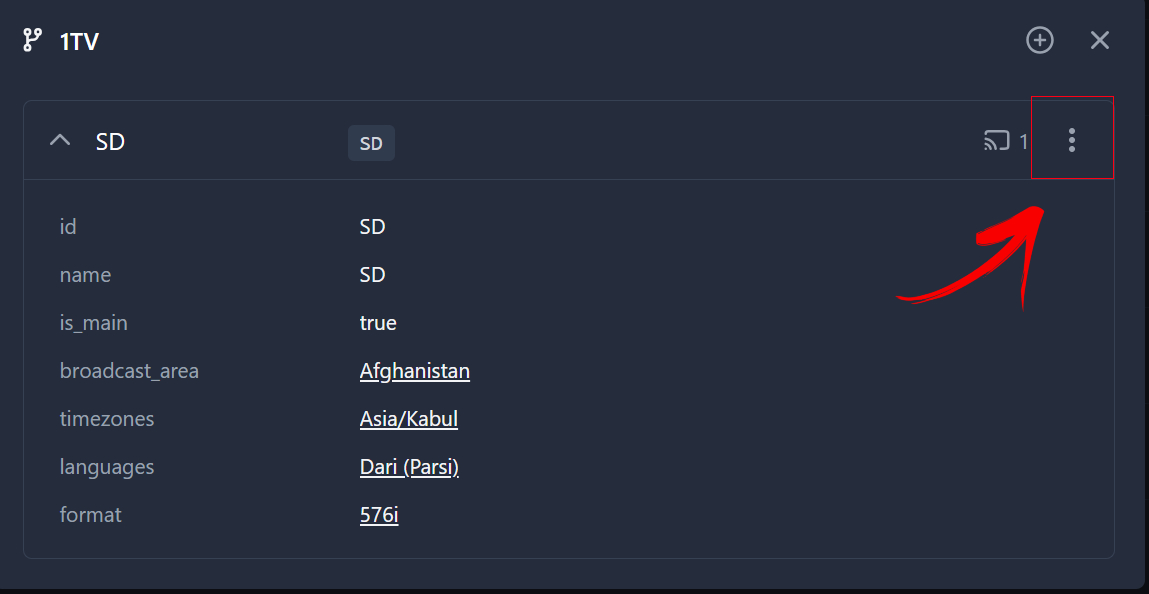 1TV
SD SD 1
id SD
name SD
is_main true
broadcast_area Afghanistan
timezones Asia/Kabul
languages Dari (Parsi)
format 576i